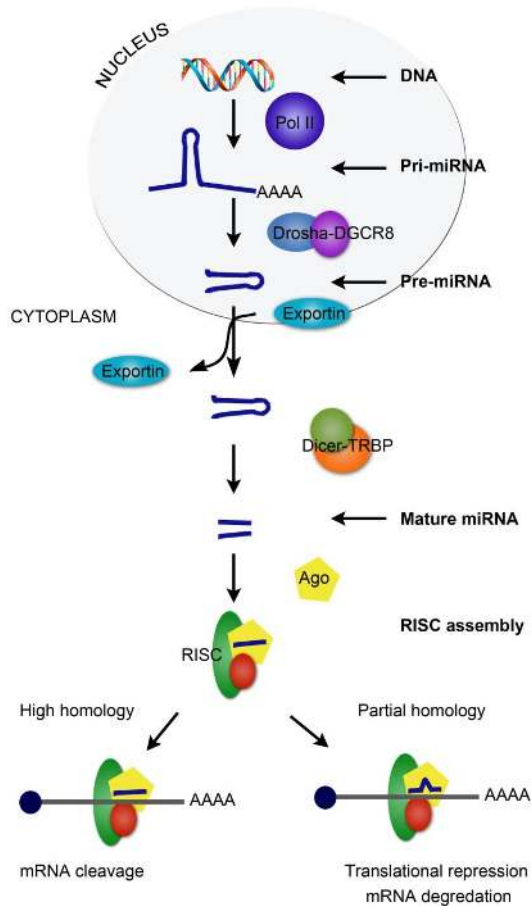 NUCLEUS
DNA
Pol II
Pri-miRNA
AAAA
Drosha-DGCR8
Pre-miRNA
CYTOPLASM
Exportin
Exportin
Dicer-TRBP
Mature miRNA
Ago
RISC assembly
RISC
High homology
Partial homology
AAAA
AAAA
mRNA cleavage
Translational repression
mRNA degredation